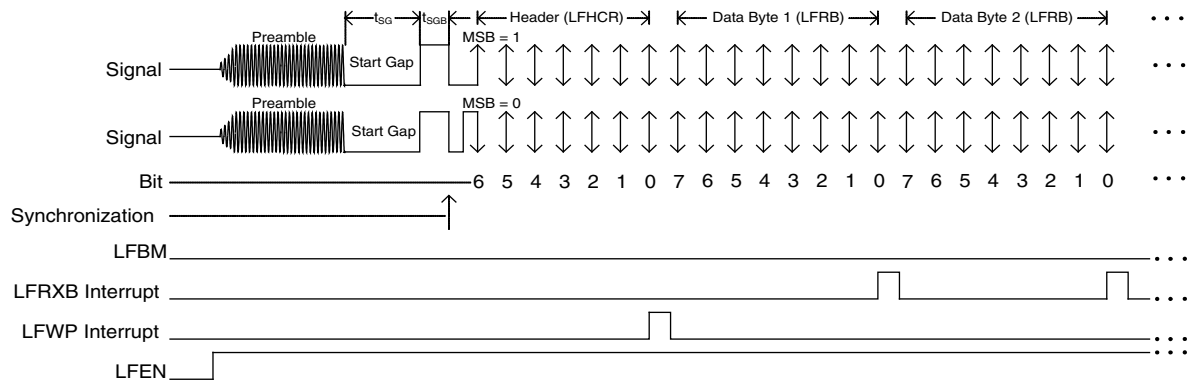 tSG tSGB Header (LFHCR) Data Byte 1 (LFRB) Data Byte 2 (LFRB) • • •
Preamble MSB = 1
Signal Start Gap • • •
Preamble MSB = 0
Signal Start Gap • • •
Bit 6 5 4 3 2 1 0 7 6 5 4 3 2 1 0 7 6 5 4 3 2 1 0 • • •
Synchronization
LFBM • • •
LFRXB Interrupt • • •
LFWP Interrupt • • •
LFEN • • •